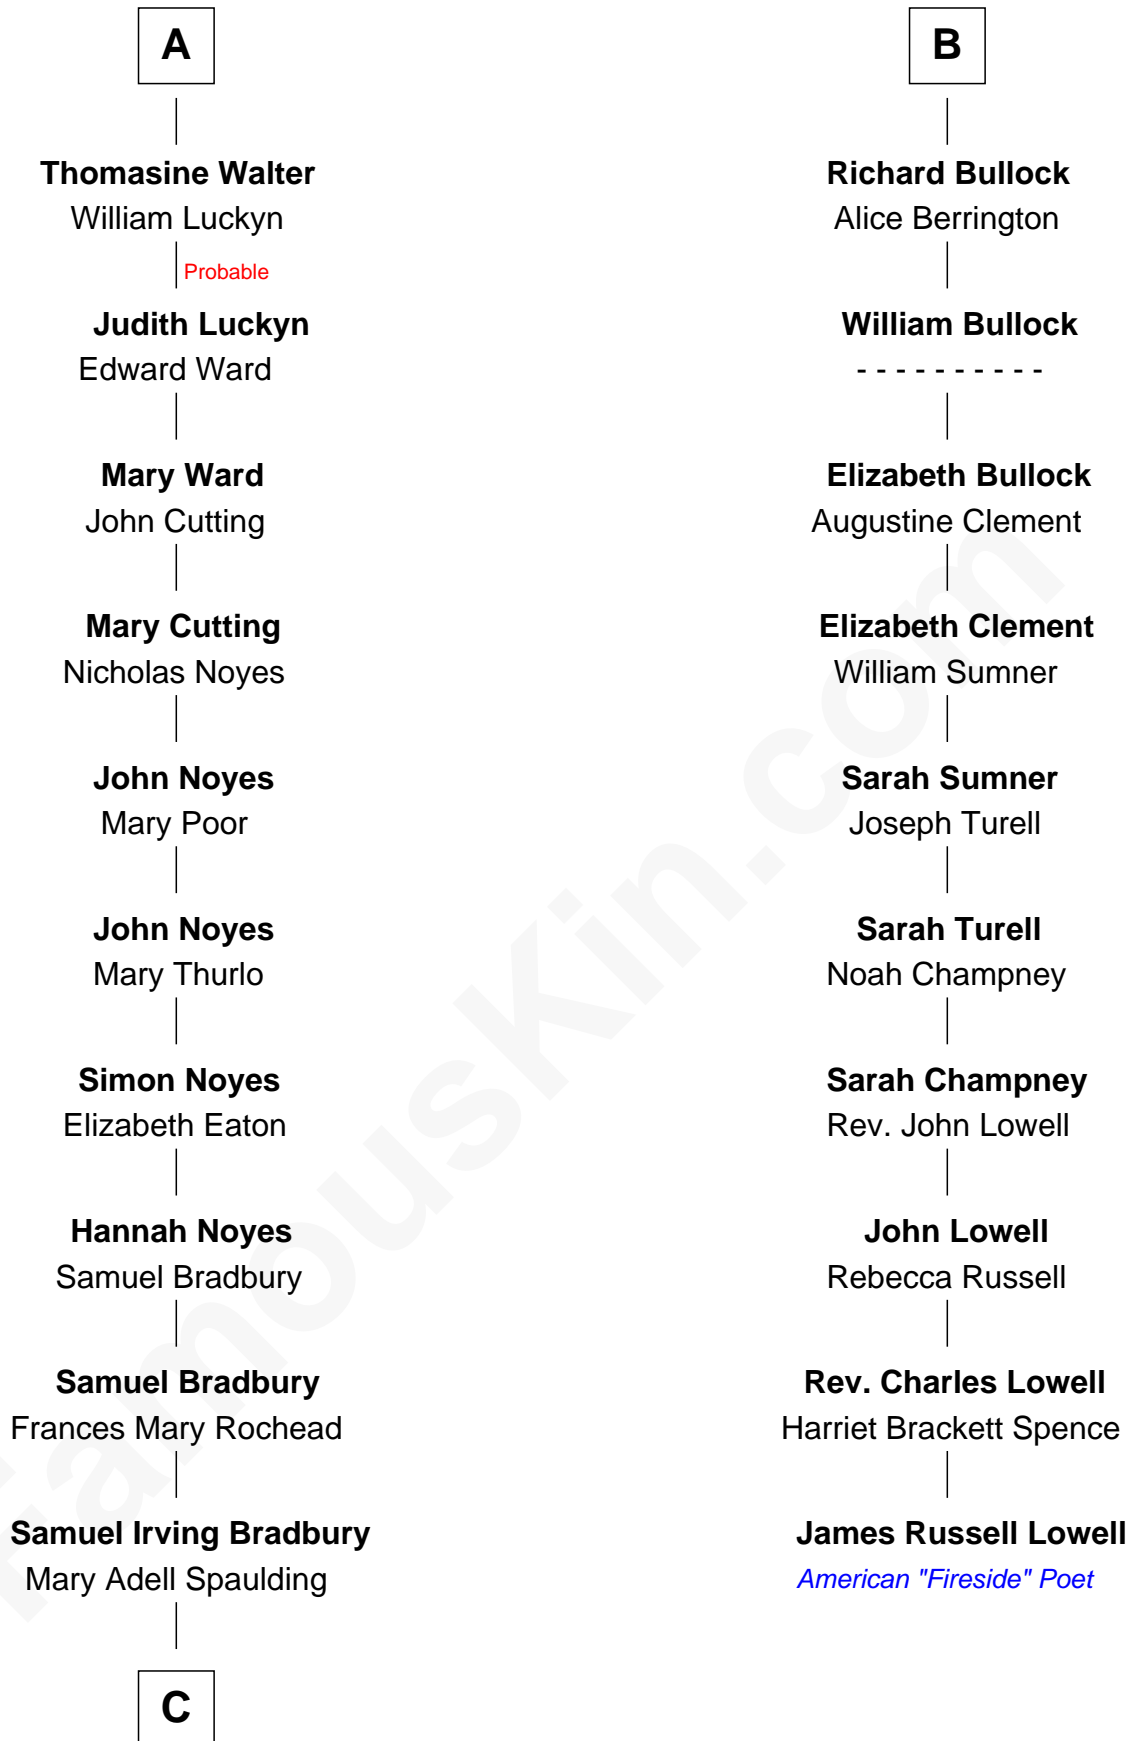 A
Thomasine Walter
William Luckyn
Probable
Judith Luckyn
Edward Ward
Mary Ward
John Cutting
Mary Cutting
Nicholas Noyes
John Noyes
Mary Poor
John Noyes
Mary Thurlo
Simon Noyes
Elizabeth Eaton
Hannah Noyes
Samuel Bradbury
Samuel Bradbury
Frances Mary Rochead
Samuel Irving Bradbury
Mary Adell Spaulding
C
B
Richard Bullock
Alice Berrington
William Bullock
- - - - - - - - - -
Elizabeth Bullock
Augustine Clement
Elizabeth Clement
William Sumner
Sarah Sumner
Joseph Turell
Sarah Turell
Noah Champney
Sarah Champney
Rev. John Lowell
John Lowell
Rebecca Russell
Rev. Charles Lowell
Harriet Brackett Spence
James Russell Lowell
American "Fireside" Poet
FamousKin.com